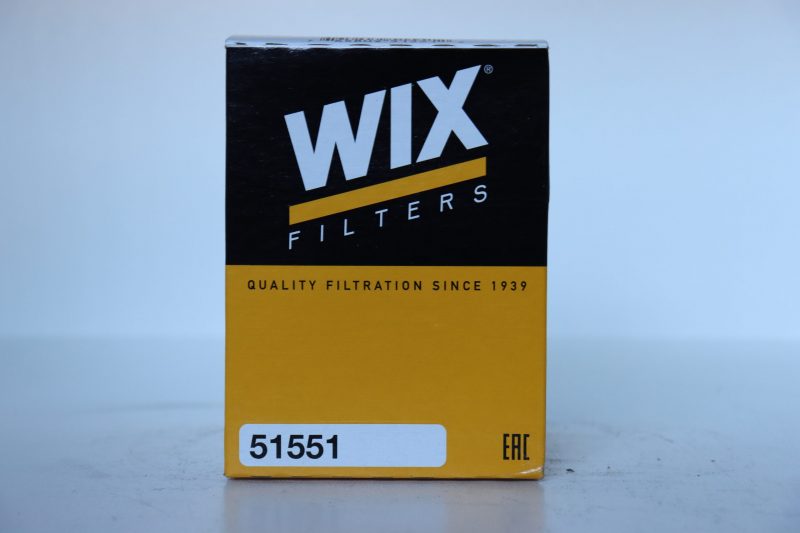 WIX®
FILTERS
QUALITY FILTRATION SINCE 1939
51551
EAC